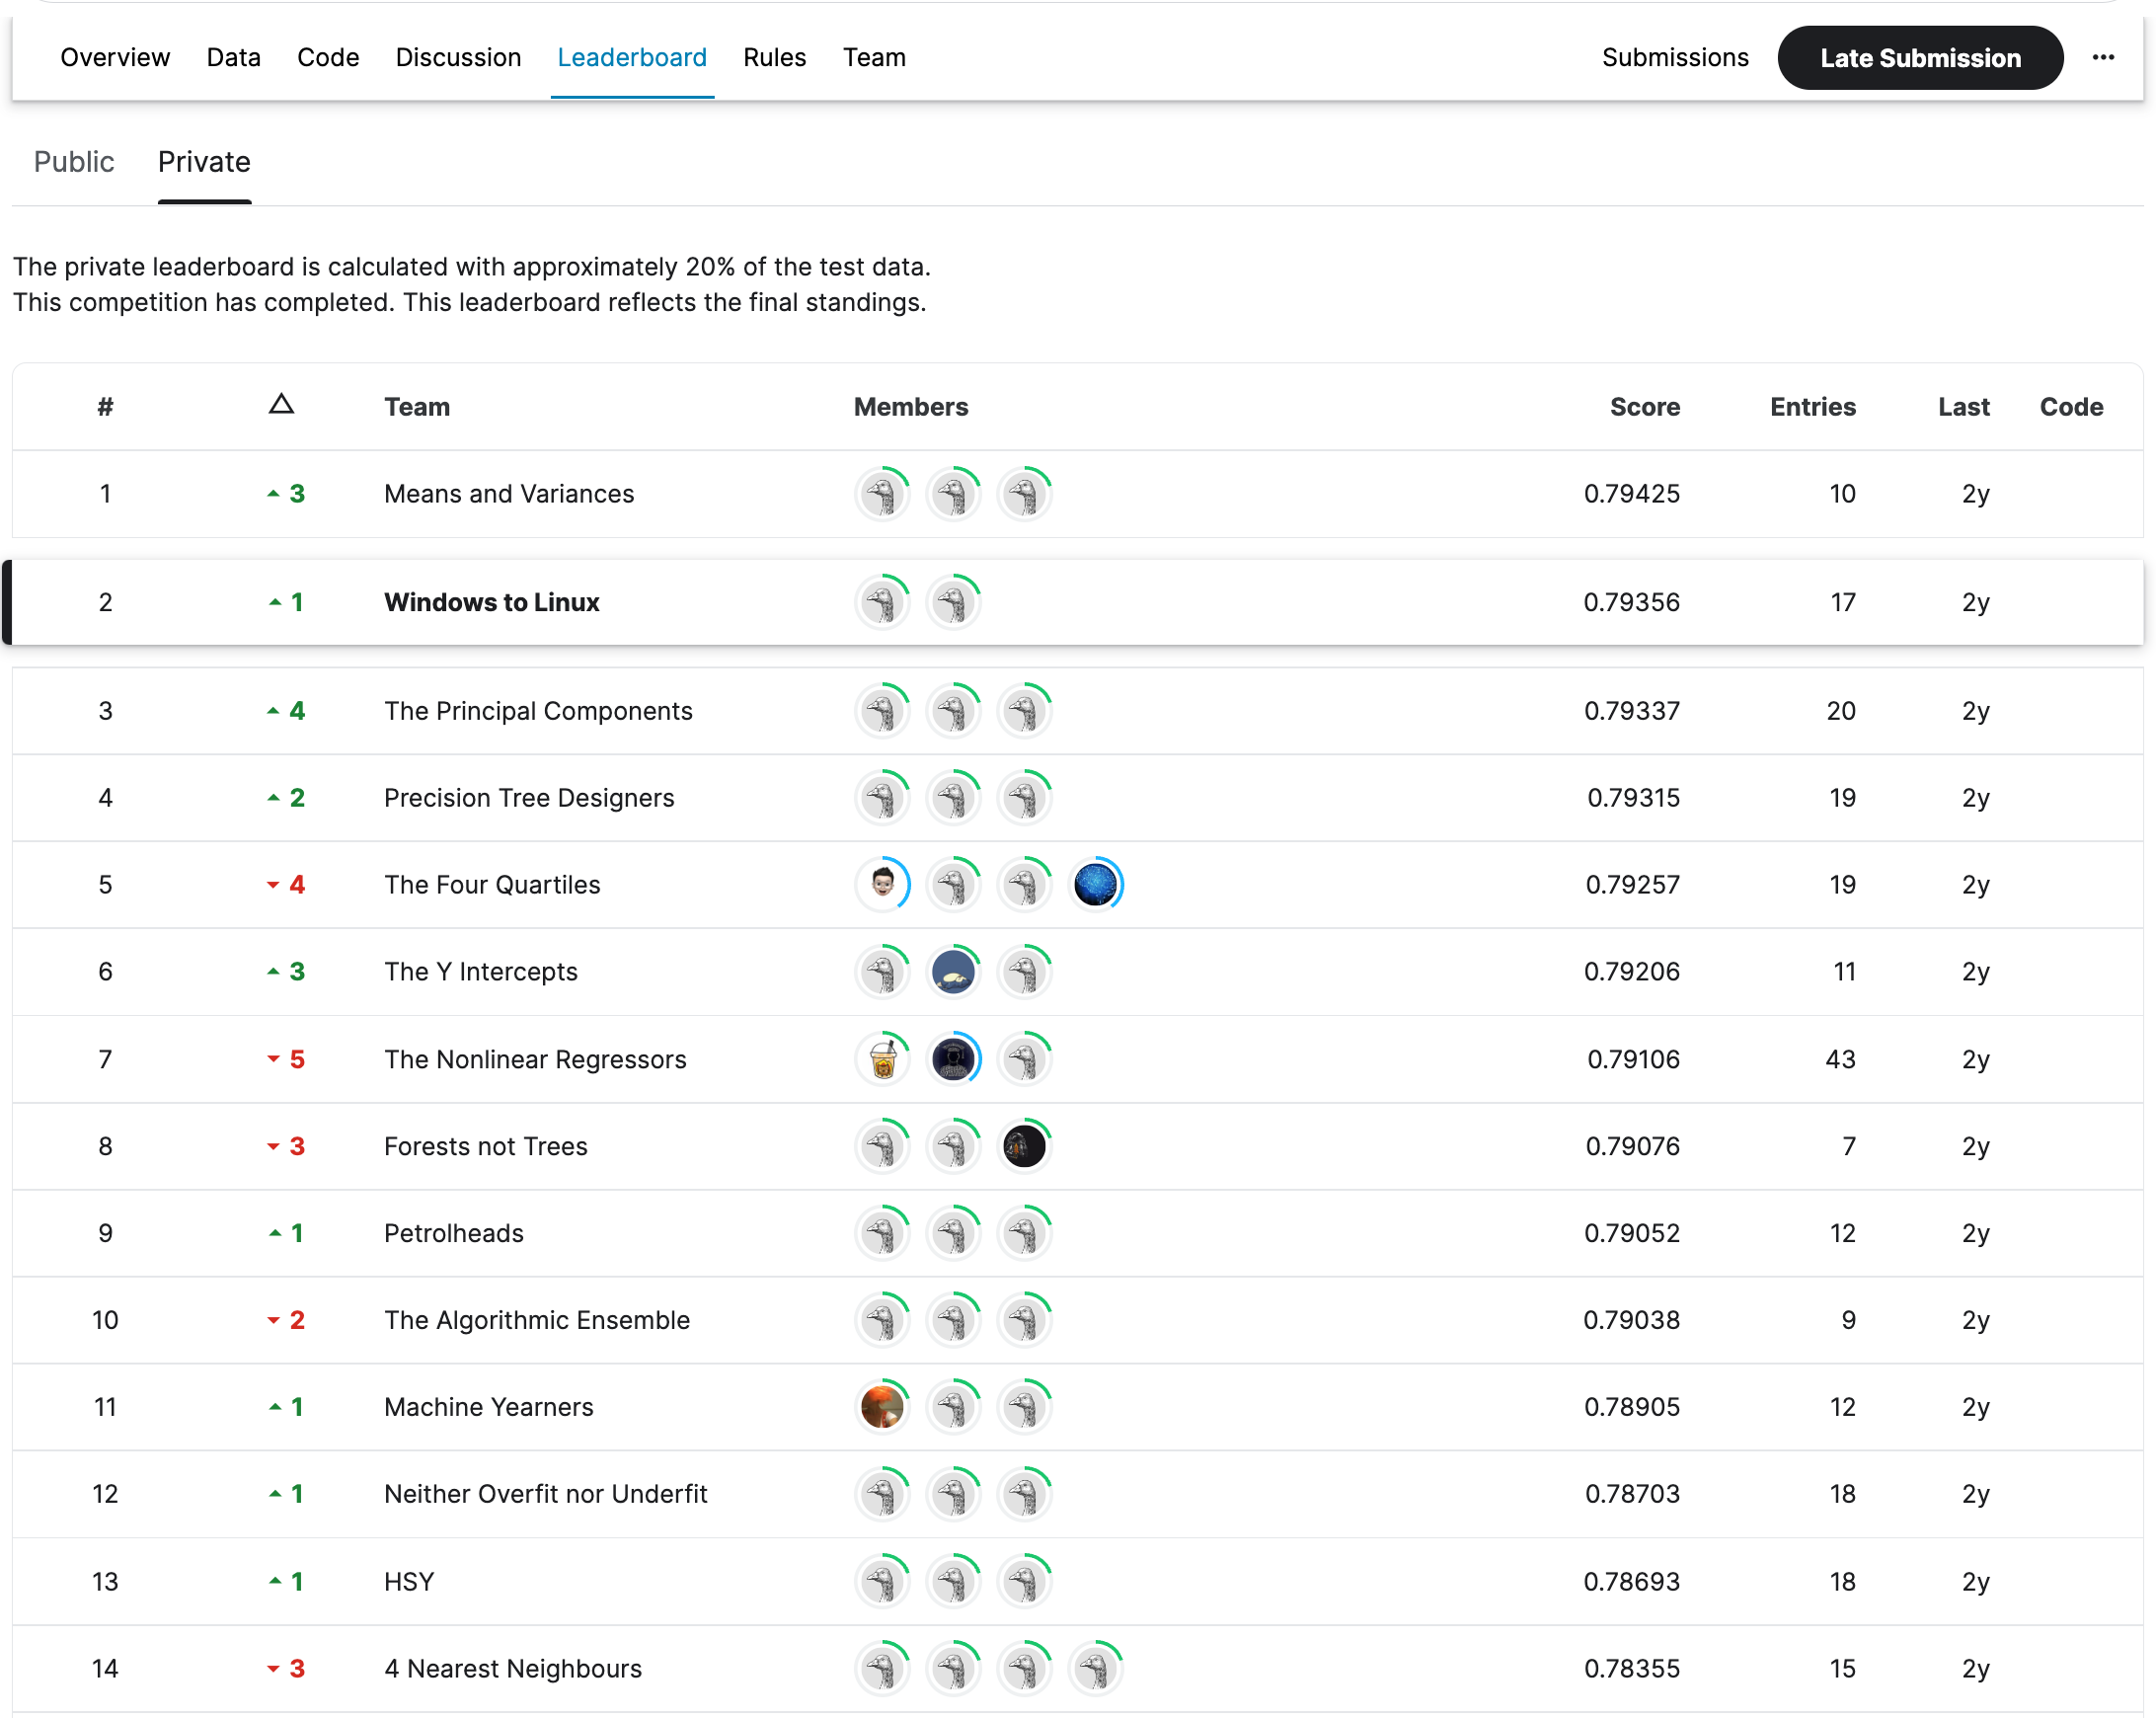 Overview Data Code Discussion Leaderboard Rules Team Submissions Late Submission ...
Public Private
The private leaderboard is calculated with approximately 20% of the test data.
This competition has completed. This leaderboard reflects the final standings.
# △ Team Members Score Entries Last Code
1 3 Means and Variances 0.79425 10 2y
2 1 Windows to Linux 0.79356 17 2y
3 4 The Principal Components 0.79337 20 2y
4 2 Precision Tree Designers 0.79315 19 2y
5 4 The Four Quartiles 0.79257 19 2y
6 3 The Y Intercepts 0.79206 11 2y
7 5 The Nonlinear Regressors 0.79106 43 2y
8 3 Forests not Trees 0.79076 7 2y
9 1 Petrolheads 0.79052 12 2y
10 2 The Algorithmic Ensemble 0.79038 9 2y
11 1 Machine Yearners 0.78905 12 2y
12 1 Neither Overfit nor Underfit 0.78703 18 2y
13 1 HSY 0.78693 18 2y
14 3 4 Nearest Neighbours 0.78355 15 2y